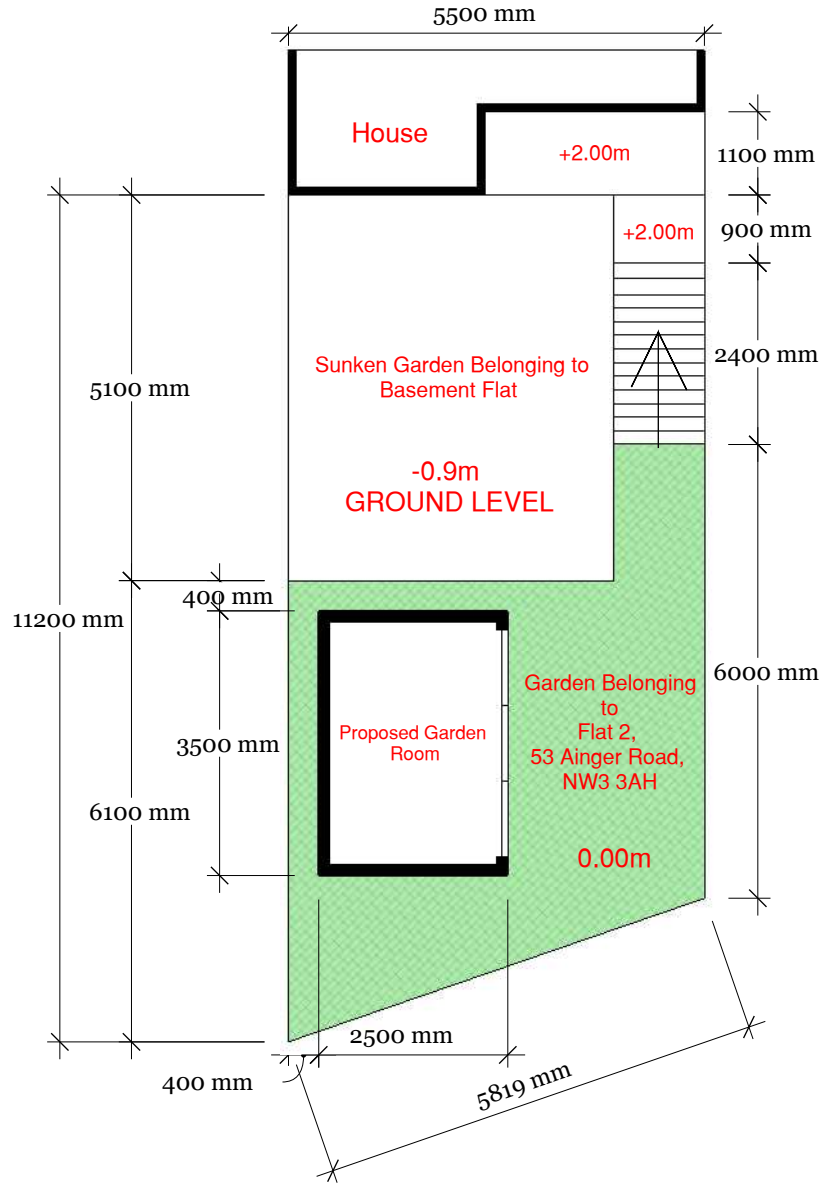 5500 mm
House
+2.00m
1100 mm
+2.00m
900 mm
Sunken Garden Belonging to
Basement Flat
2400 mm
5100 mm
-0.9m
GROUND LEVEL
400 mm
11200 mm
6000 mm
Garden Belonging
to
Flat 2,
53 Ainger Road,
NW3 3AH
Proposed Garden
Room
3500 mm
6100 mm
0.00m
2500 mm
400 mm
5819 mm